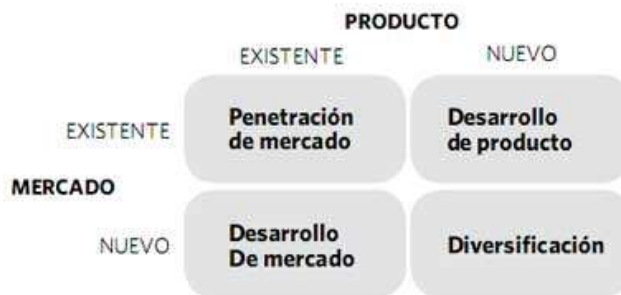 PRODUCTO
EXISTENTE NUEVO
EXISTENTE
Penetración
de mercado
Desarrollo
de producto
MERCADO
NUEVO
Desarrollo
De mercado
Diversificación